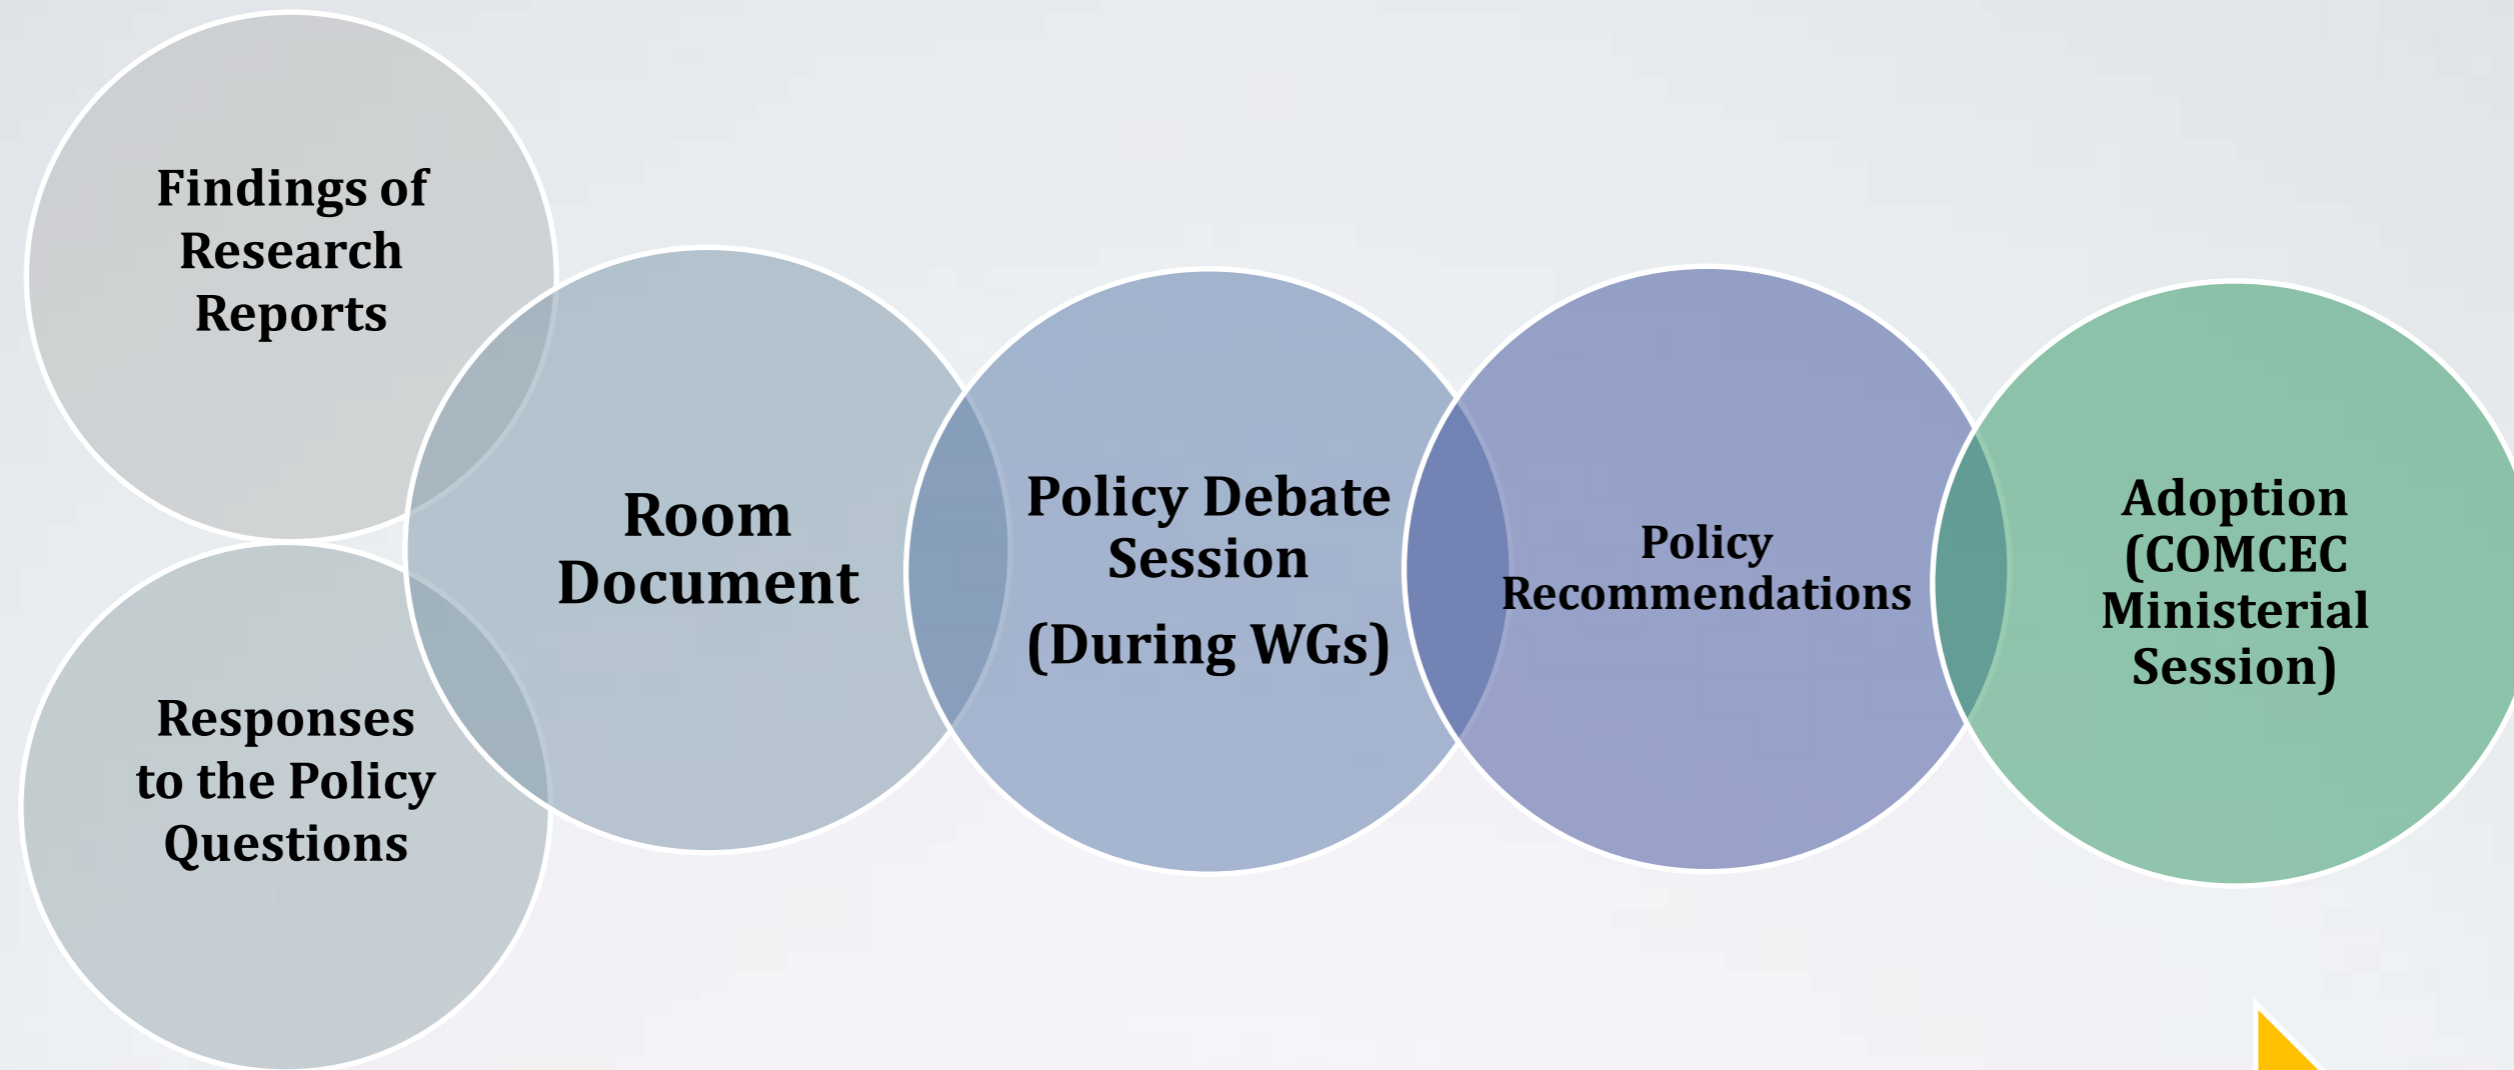 Findings of
Research
Reports
Responses
to the Policy
Questions
Room
Document
Policy Debate
Session
(During WGs)
Policy
Recommendations
Adoption
(COMCEC
Ministerial
Session)